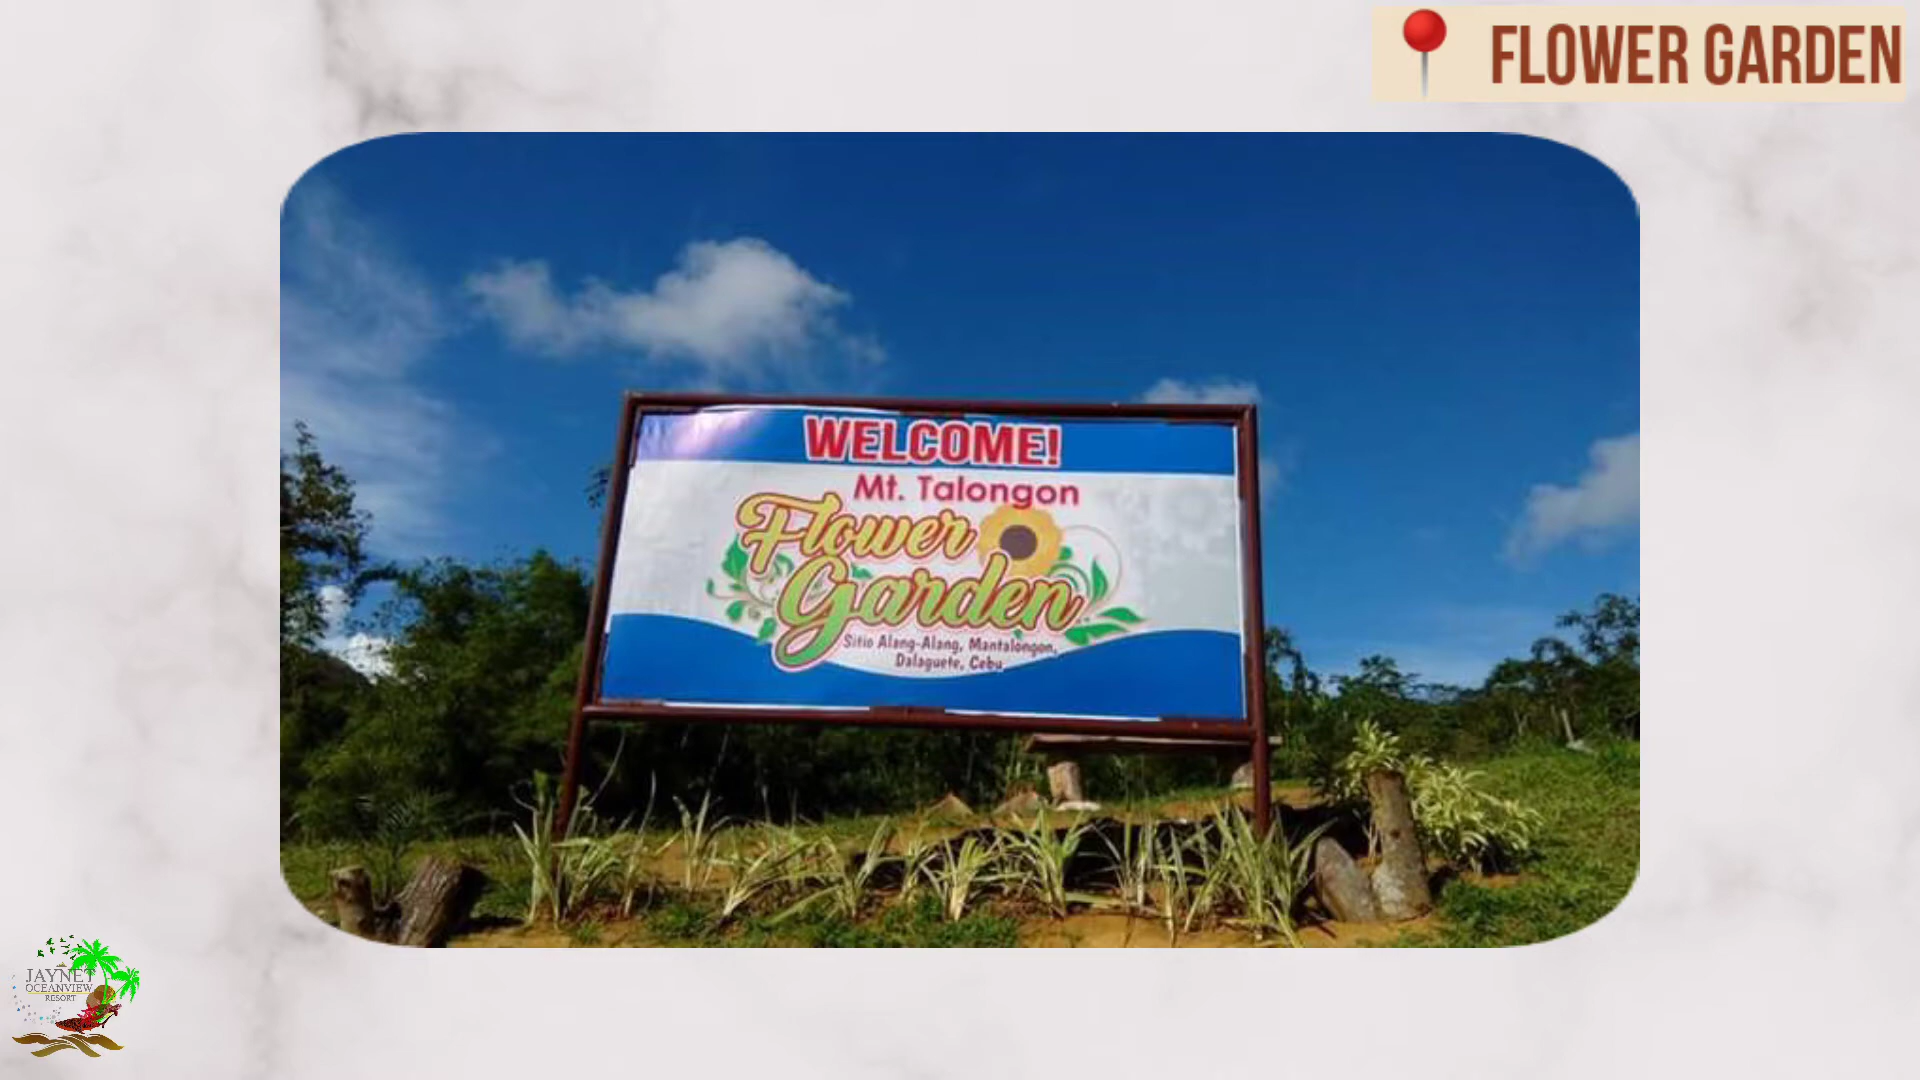 FLOWER GARDEN
WELCOME!
Mt. Talongon
Flower
Garden
Sitio Alang-Alang, Mantalongon,
Dalaguete, Cebu
JAYNET
OCEANVIEW
RESORT